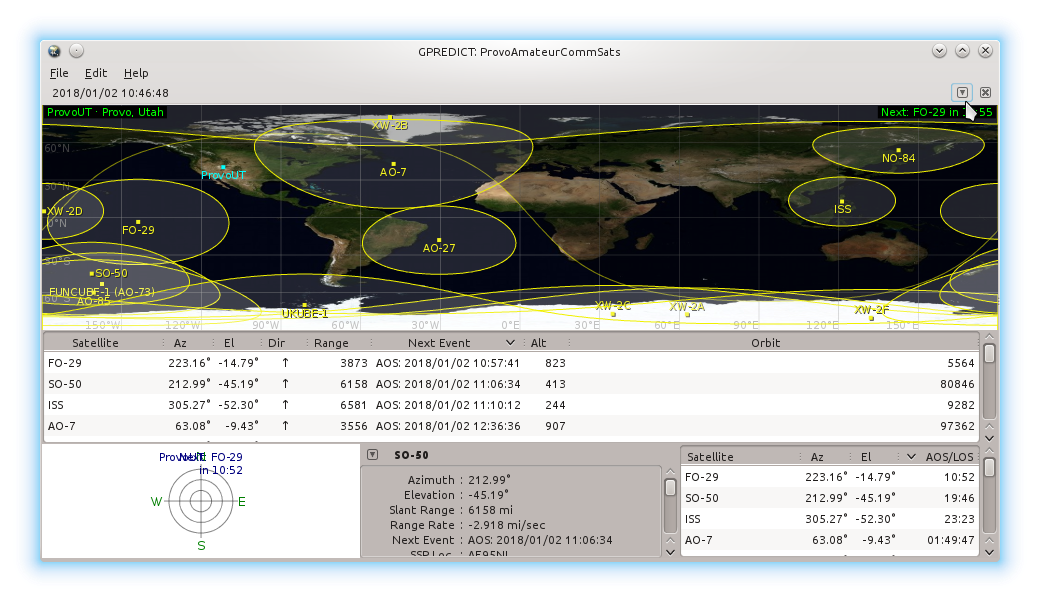 GPREDICT: ProvoAmateurCommSats
File Edit Help
2018/01/02 10:46:48
ProvoUT · Provo, Utah
Next: FO-29 in
55
XW-2B
60°N
NO-84
AO-7
ProvoUT
30°N
XW-2D
ISS
0°N
FO-29
AO-27
30°S
SO-50
FUNCUBE-1 (AO-73)
60°S
AO-85
UKUBE-1
XW-2C
XW-2A
XW-2F
150°W 120°W 90°W 60°W 30°W 0°E 30°E 60°E 90°E 120°E 150°E
Satellite Az El Dir Range Next Event Alt Orbit
FO-29 223.16° -14.79° ↑ 3873 AOS: 2018/01/02 10:57:41 823 5564
SO-50 212.99° -45.19° ↑ 6158 AOS: 2018/01/02 11:06:34 413 80846
ISS 305.27° -52.30° ↑ 6581 AOS: 2018/01/02 11:10:12 244 9282
AO-7 63.08° -9.43° ↑ 3556 AOS: 2018/01/02 12:36:36 907 97362
ProvoUT
N
Next: FO-29
in 10:52
W
E
S
SO-50
Azimuth : 212.99°
Elevation : -45.19°
Slant Range : 6158 mi
Range Rate : -2.918 mi/sec
Next Event : AOS: 2018/01/02 11:06:34
SSP Loc. : AE95NL
Satellite Az El AOS/LOS
FO-29 223.16° -14.79° 10:52
SO-50 212.99° -45.19° 19:46
ISS 305.27° -52.30° 23:23
AO-7 63.08° -9.43° 01:49:47